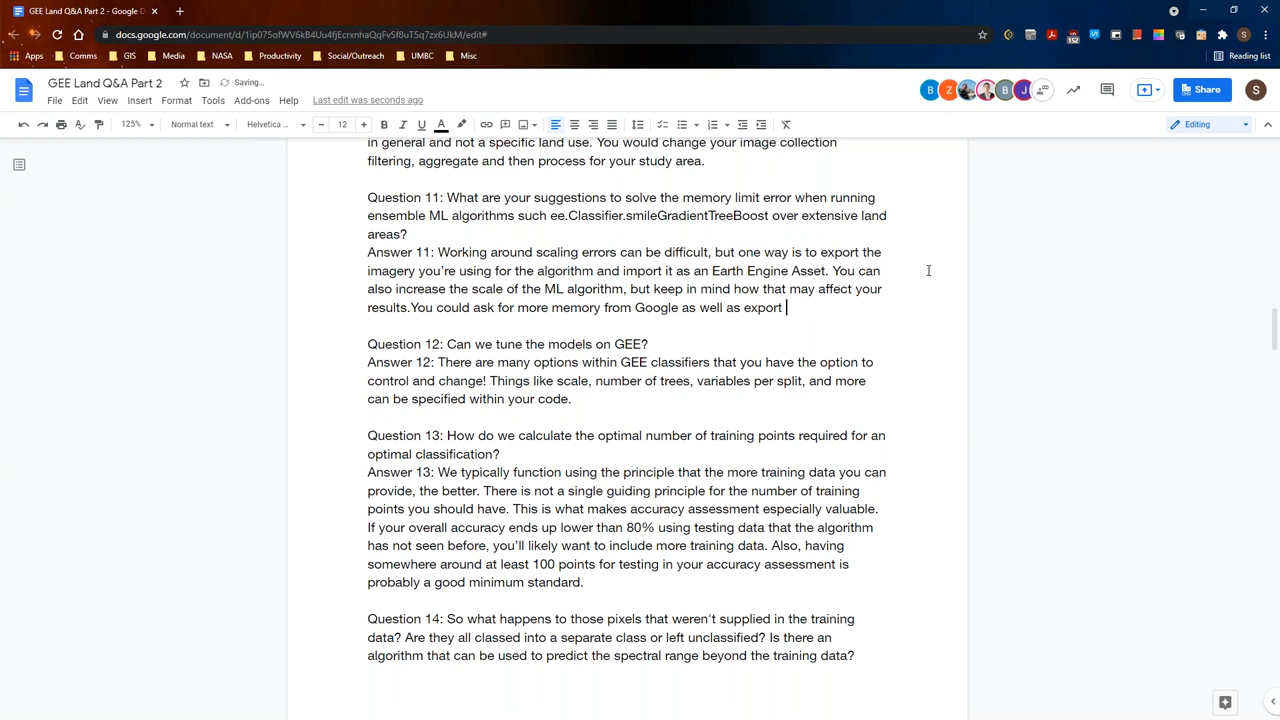 GEE Land Q&A Part 2 - Google D
docs.google.com/document/d/1ip075ofWV6kB4Uu4fjEcrxnhaQqFvSf8uT5q7zx6UkM/edit#
Apps Comms GIS Media NASA Productivity Social/Outreach UMBC Misc Reading list
GEE Land Q&A Part 2 Saving...
File Edit View Insert Format Tools Add-ons Help Last edit was seconds ago
B Z B J Share S
125% Normal text Helvetica ... 12 B I U A Editing
in general and not a specific land use. You would change your image collection
filtering, aggregate and then process for your study area.
Question 11: What are your suggestions to solve the memory limit error when running
ensemble ML algorithms such ee.Classifier.smileGradientTreeBoost over extensive land
areas?
Answer 11: Working around scaling errors can be difficult, but one way is to export the
imagery you're using for the algorithm and import it as an Earth Engine Asset. You can
also increase the scale of the ML algorithm, but keep in mind how that may affect your
results.You could ask for more memory from Google as well as export
Question 12: Can we tune the models on GEE?
Answer 12: There are many options within GEE classifiers that you have the option to
control and change! Things like scale, number of trees, variables per split, and more
can be specified within your code.
Question 13: How do we calculate the optimal number of training points required for an
optimal classification?
Answer 13: We typically function using the principle that the more training data you can
provide, the better. There is not a single guiding principle for the number of training
points you should have. This is what makes accuracy assessment especially valuable.
If your overall accuracy ends up lower than 80% using testing data that the algorithm
has not seen before, you'll likely want to include more training data. Also, having
somewhere around at least 100 points for testing in your accuracy assessment is
probably a good minimum standard.
Question 14: So what happens to those pixels that weren't supplied in the training
data? Are they all classed into a separate class or left unclassified? Is there an
algorithm that can be used to predict the spectral range beyond the training data?